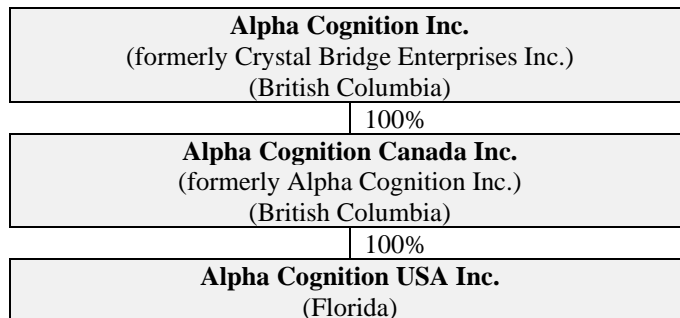 Alpha Cognition Inc.
(formerly Crystal Bridge Enterprises Inc.)
(British Columbia)
100%
Alpha Cognition Canada Inc.
(formerly Alpha Cognition Inc.)
(British Columbia)
100%
Alpha Cognition USA Inc.
(Florida)